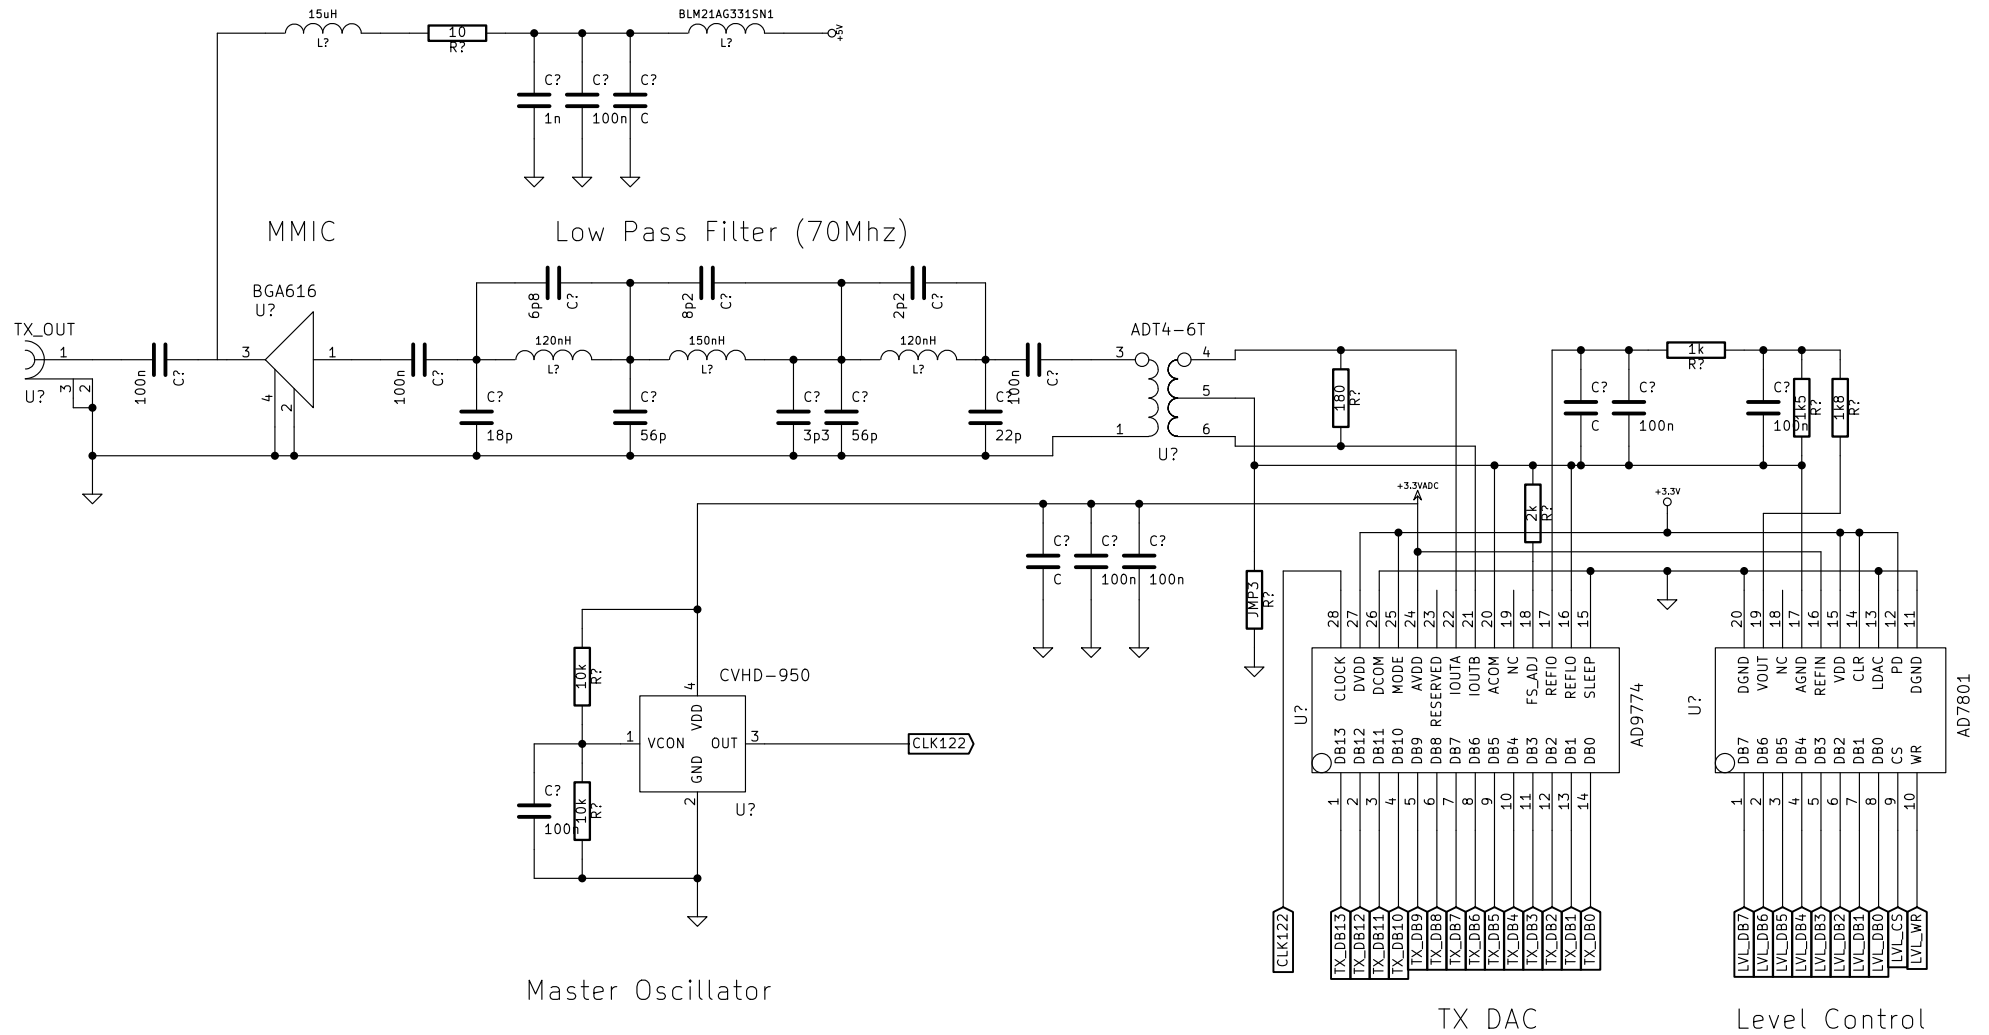 15uH
L?
10
R?
BLM21AG331SN1
L?
+5V
C?
1n
C?
100n
C?
C
MMIC
Low Pass Filter (70Mhz)
BGA616
U?
TX_OUT
1
3
2
U?
100n
C?
3
1
4
2
100n
C?
6p8
C?
8p2
C?
2p2
C?
120nH
L?
150nH
L?
120nH
L?
C?
18p
C?
56p
C?
3p3
C?
56p
C?
22p
100n
C?
ADT4-6T
3
4
5
1
6
U?
180
R?
1k
R?
C?
C
C?
100n
C?
100n
1k5
R?
1k8
R?
+3.3VADC
+3.3V
2k
R?
C?
C
C?
100n
C?
100n
JMP3
R?
10k
R?
CVHD-950
4
VDD
1
VCON
OUT
3
GND
2
U?
CLK122
C?
100n
10k
R?
Master Oscillator
28
27
26
25
24
23
22
21
20
19
18
17
16
15
CLOCK
DVDD
DCOM
MODE
AVDD
RESERVED
IOUTA
IOUTB
ACOM
NC
FS_ADJ
REFIO
REFLO
SLEEP
U?
AD9774
DB13
DB12
DB11
DB10
DB9
DB8
DB7
DB6
DB5
DB4
DB3
DB2
DB1
DB0
1
2
3
4
5
6
7
8
9
10
11
12
13
14
CLK122
TX_DB13
TX_DB12
TX_DB11
TX_DB10
TX_DB9
TX_DB8
TX_DB7
TX_DB6
TX_DB5
TX_DB4
TX_DB3
TX_DB2
TX_DB1
TX_DB0
TX DAC
20
19
18
17
16
15
14
13
12
11
DGND
VOUT
NC
AGND
REFIN
VDD
CLR
LDAC
PD
DGND
U?
AD7801
DB7
DB6
DB5
DB4
DB3
DB2
DB1
DB0
CS
WR
1
2
3
4
5
6
7
8
9
10
LVL_DB7
LVL_DB6
LVL_DB5
LVL_DB4
LVL_DB3
LVL_DB2
LVL_DB1
LVL_DB0
LVL_CS
LVL_WR
Level Control